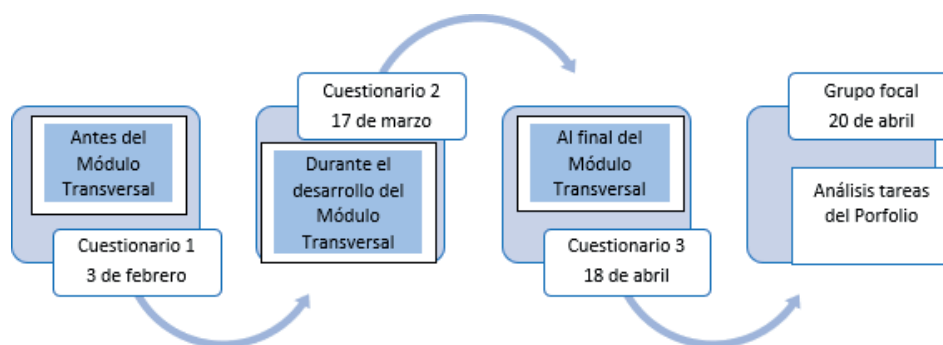 Antes del
Módulo
Transversal
Cuestionario 1
3 de febrero
Cuestionario 2
17 de marzo
Durante el
desarrollo del
Módulo
Transversal
Al final del
Módulo
Transversal
Cuestionario 3
18 de abril
Grupo focal
20 de abril
Análisis tareas
del Porfolio